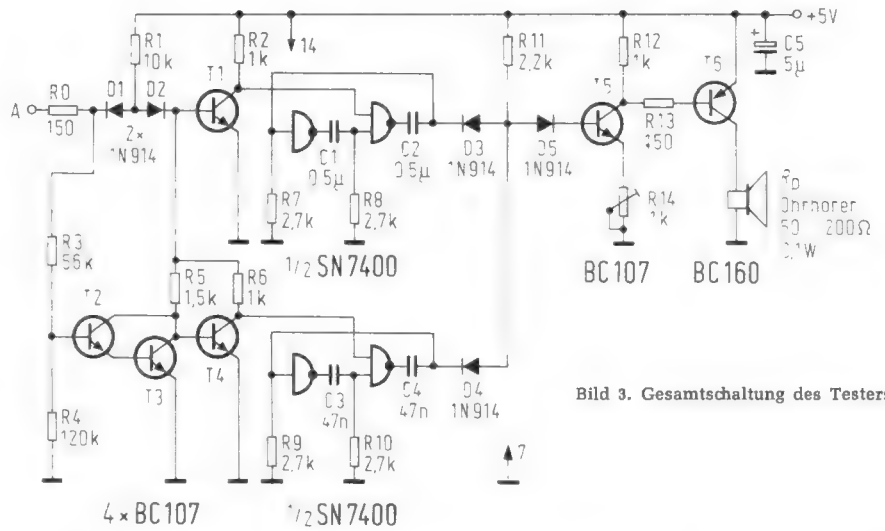 +5V
R1
10k
R2
1k
14
R11
2,2k
R12
1k
+
C5
5µ
A
R0
150
D1
D2
2×
1N914
T1
C1
0,5µ
C2
0,5µ
D3
1N914
D5
1N914
T5
R13
T6
R7
2,7k
R8
2,7k
R14
1k
Ohrhörer
200Ω
0,1W
1/2 SN7400
BC107
BC160
R3
56k
R5
1,5k
R6
1k
T2
T3
T4
C3
47n
C4
47n
D4
1N914
R4
120k
R9
2,7k
R10
2,7k
7
4×BC107
1/2 SN7400
Bild 3. Gesamtschaltung des Testers